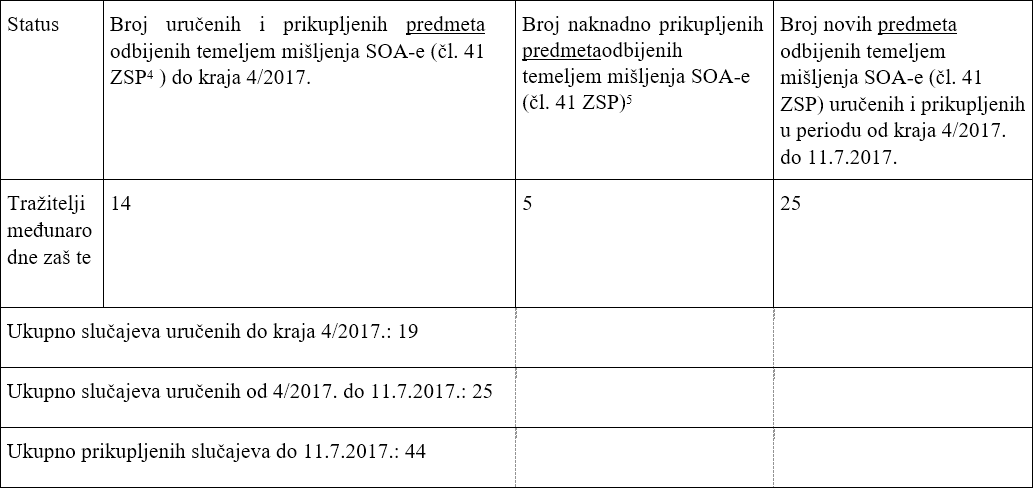 Status
Broj uručenih i prikupljenih predmeta
odbijenih temeljem mišljenja SOA-e (čl. 41
ZSP⁴ ) do kraja 4/2017.
Broj naknadno prikupljenih
predmetaodbijenih
temeljem mišljenja SOA-e
(čl. 41 ZSP)⁵
Broj novih predmeta
odbijenih temeljem
mišljenja SOA-e (čl. 41
ZSP) uručenih i prikupljenih
u periodu od kraja 4/2017.
do 11.7.2017.
Tražitelji
međunaro
dne zaš te
14
5
25
Ukupno slučajeva uručenih do kraja 4/2017.: 19
Ukupno slučajeva uručenih od 4/2017. do 11.7.2017.: 25
Ukupno prikupljenih slučajeva do 11.7.2017.: 44